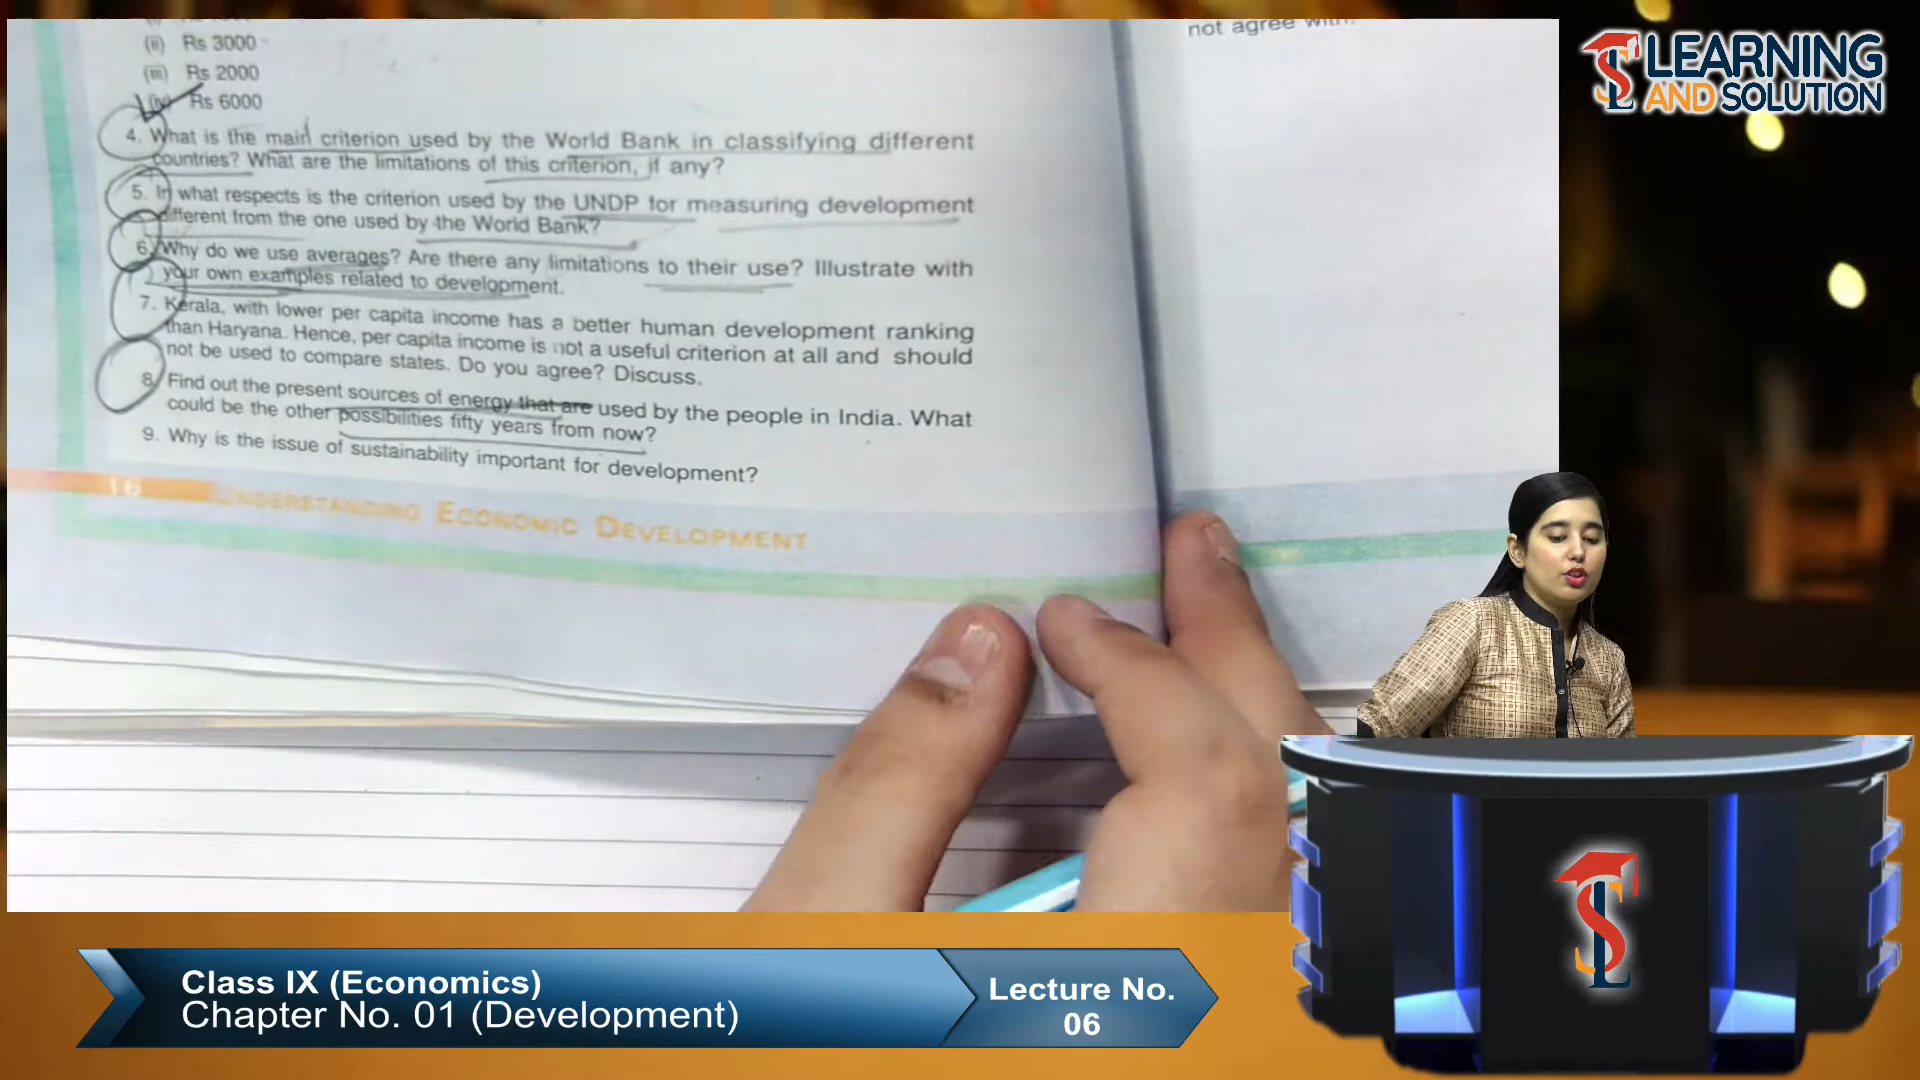 not agree with.
(ii) Rs 3000
(iii) Rs 2000
(iv) Rs 6000
4. What is the main criterion used by the World Bank in classifying different
countries? What are the limitations of this criterion, if any?
5. In what respects is the criterion used by the UNDP for measuring development
different from the one used by the World Bank?
6. Why do we use averages? Are there any limitations to their use? Illustrate with
your own examples related to development.
7. Kerala, with lower per capita income has a better human development ranking
than Haryana. Hence, per capita income is not a useful criterion at all and should
not be used to compare states. Do you agree? Discuss.
8. Find out the present sources of energy that are used by the people in India. What
could be the other possibilities fifty years from now?
9. Why is the issue of sustainability important for development?
16 UNDERSTANDING ECONOMIC DEVELOPMENT
LEARNING
AND SOLUTION
Class IX (Economics)
Chapter No. 01 (Development)
Lecture No.
06